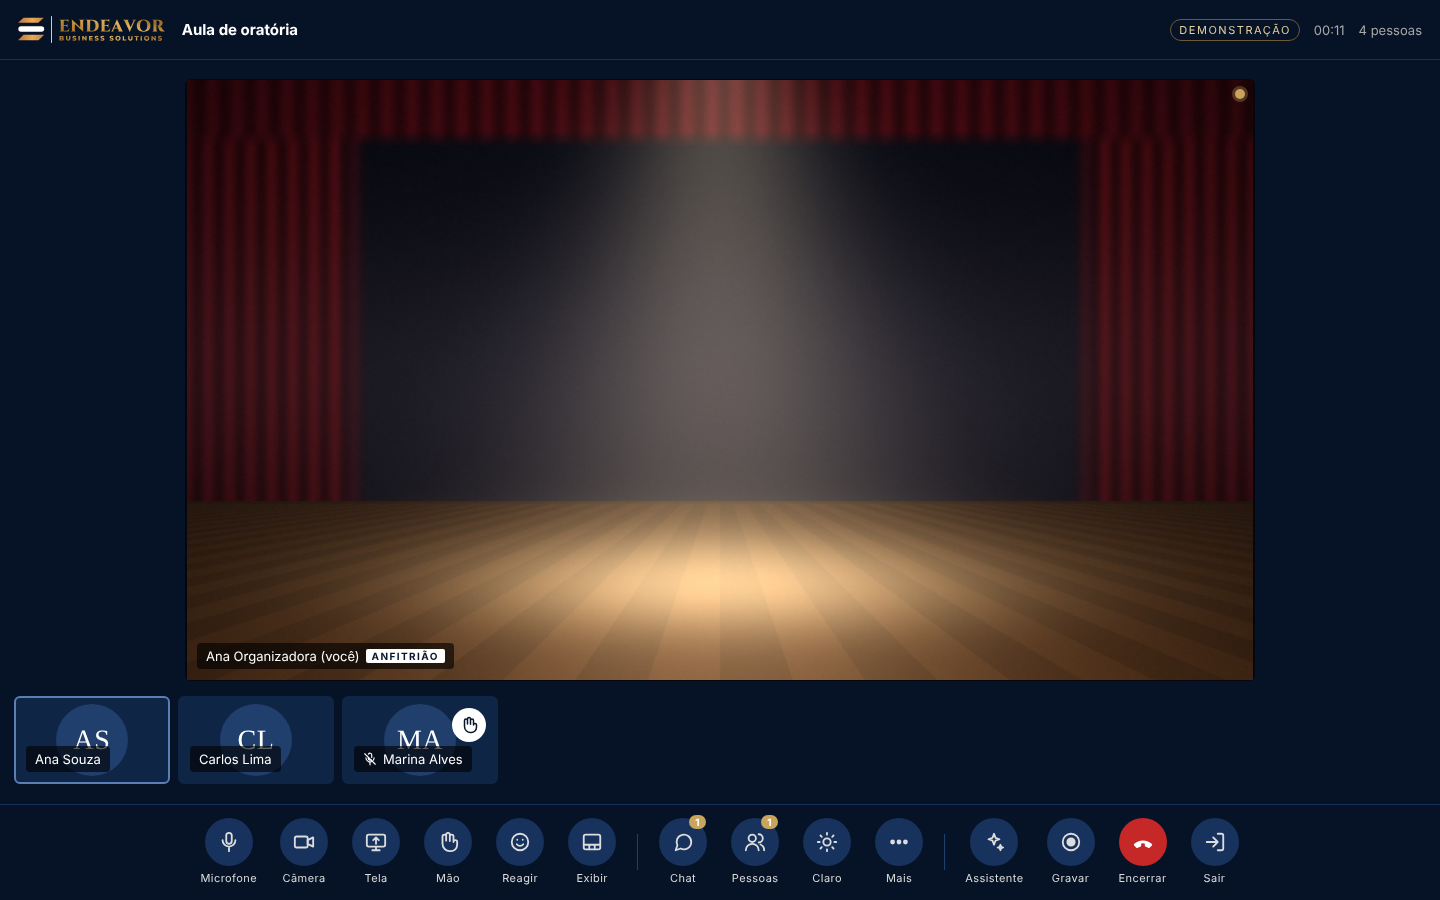 ENDEAVOR
BUSINESS SOLUTIONS
Aula de oratória
DEMONSTRAÇÃO
00:11
4 pessoas
Ana Organizadora (você)
ANFITRIÃO
AS
Ana Souza
CL
Carlos Lima
MA
Marina Alves
1
1
Microfone
Câmera
Tela
Mão
Reagir
Exibir
Chat
Pessoas
Claro
Mais
Assistente
Gravar
Encerrar
Sair